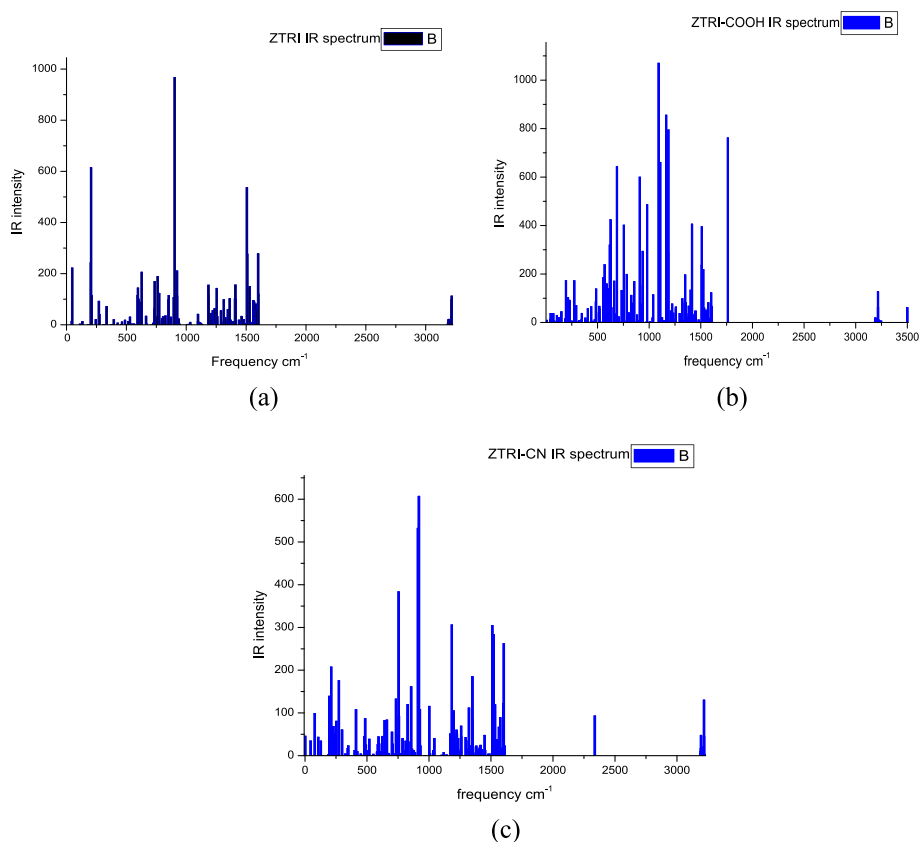 ZTRI IR spectrum B
1000
800
600
400
200
0
IR intensity
0 500 1000 1500 2000 2500 3000
Frequency cm-1
(a)
ZTRI-COOH IR spectrum B
1000
800
600
400
200
0
IR intensity
500 1000 1500 2000 2500 3000 3500
frequency cm-1
(b)
ZTRI-CN IR spectrum B
600
500
400
300
200
100
0
IR intensity
0 500 1000 1500 2000 2500 3000
frequency cm-1
(c)